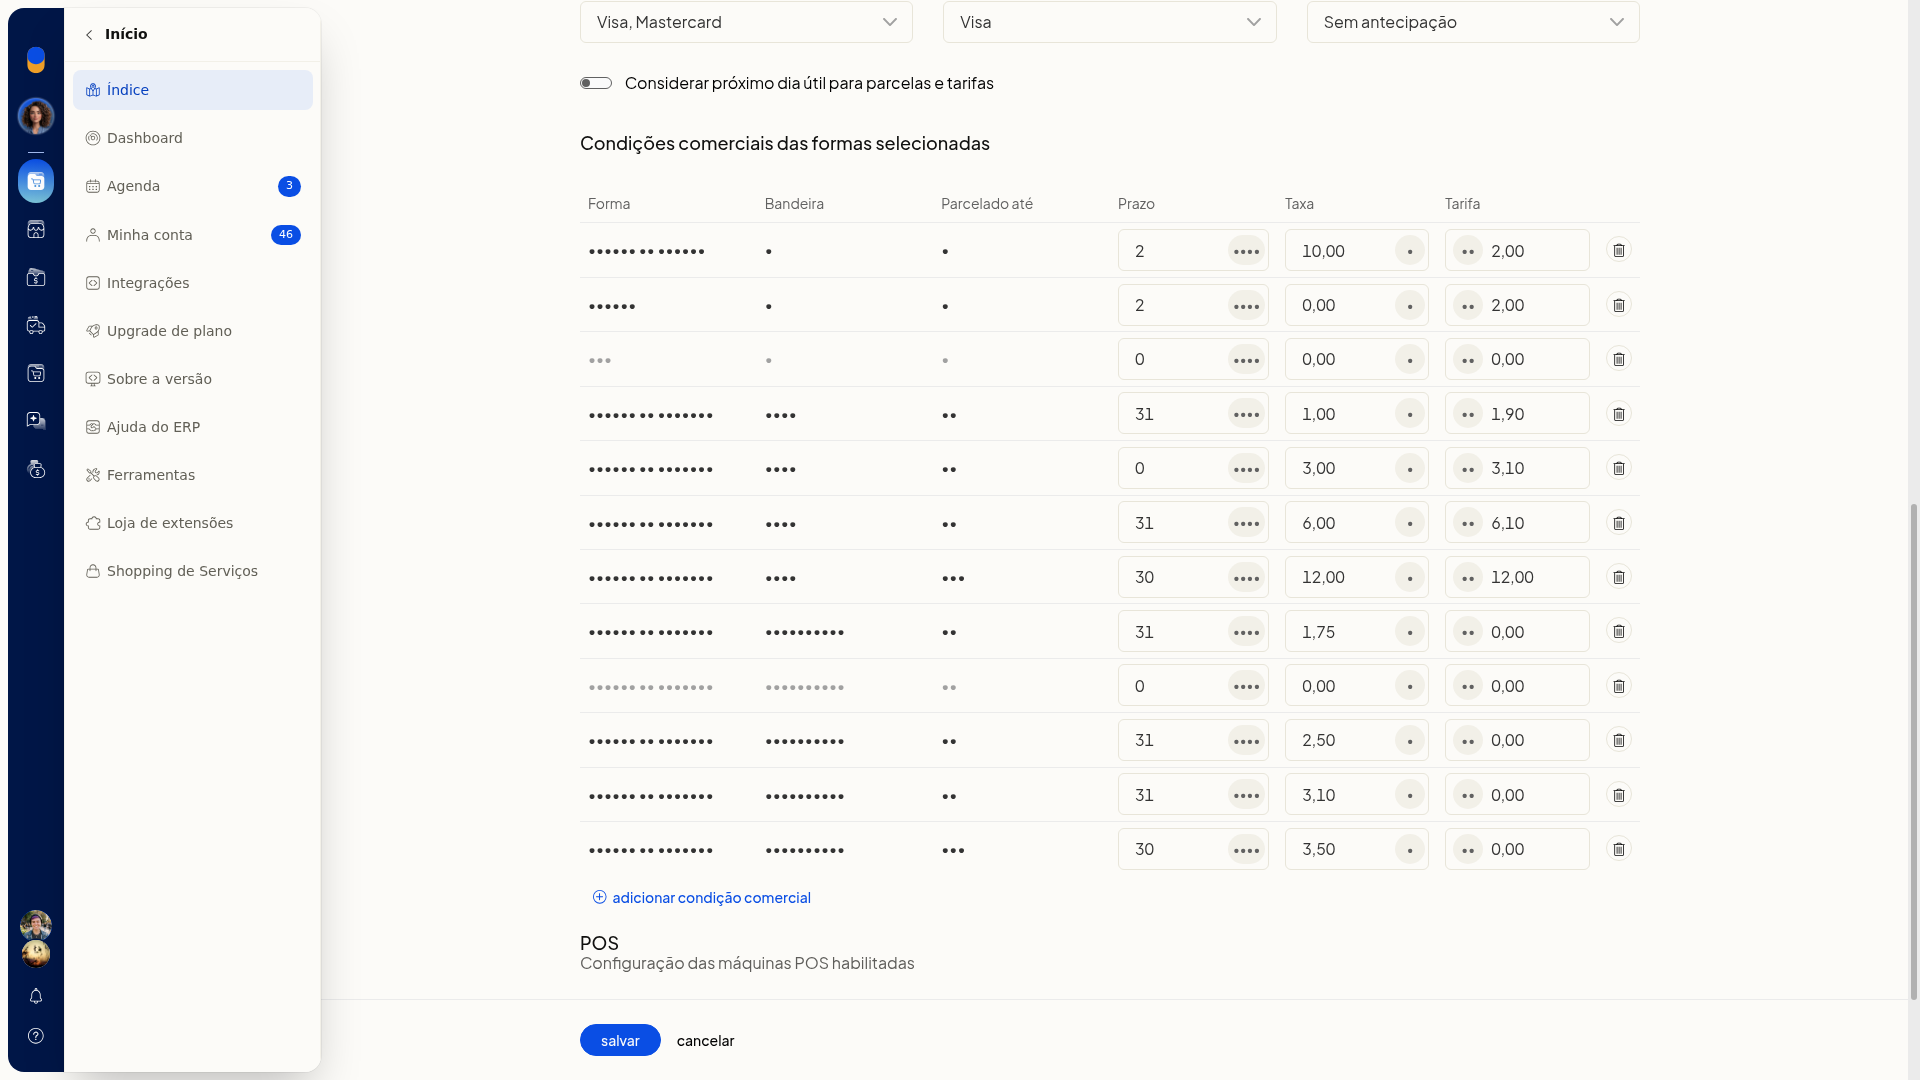 Início
Índice
Dashboard
Agenda 3
Minha conta 46
Integrações
Upgrade de plano
Sobre a versão
Ajuda do ERP
Ferramentas
Loja de extensões
Shopping de Serviços
Visa, Mastercard Visa Sem antecipação
Considerar próximo dia útil para parcelas e tarifas
Condições comerciais das formas selecionadas
Forma Bandeira Parcelado até Prazo Taxa Tarifa
•••••• •• •••••• • • 2 •••• 10,00 • •• 2,00
•••••• • • 2 •••• 0,00 • •• 2,00
••• • • 0 •••• 0,00 • •• 0,00
•••••• •• ••••••• •••• •• 31 •••• 1,00 • •• 1,90
•••••• •• ••••••• •••• •• 0 •••• 3,00 • •• 3,10
•••••• •• ••••••• •••• •• 31 •••• 6,00 • •• 6,10
•••••• •• ••••••• •••• ••• 30 •••• 12,00 • •• 12,00
•••••• •• ••••••• •••••••••• •• 31 •••• 1,75 • •• 0,00
•••••• •• ••••••• •••••••••• •• 0 •••• 0,00 • •• 0,00
•••••• •• ••••••• •••••••••• •• 31 •••• 2,50 • •• 0,00
•••••• •• ••••••• •••••••••• •• 31 •••• 3,10 • •• 0,00
•••••• •• ••••••• •••••••••• ••• 30 •••• 3,50 • •• 0,00
adicionar condição comercial
POS
Configuração das máquinas POS habilitadas
salvar cancelar